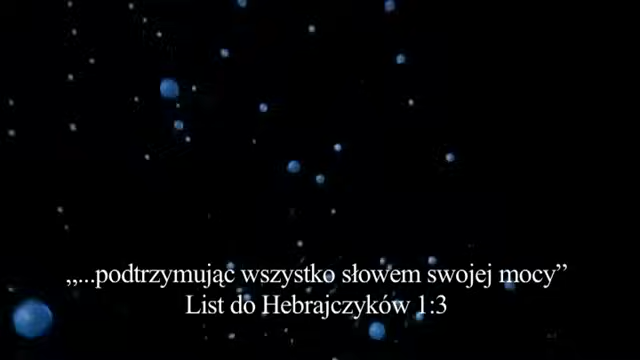 „...podtrzymując wszystko słowem swojej mocy”
List do Hebrajczyków 1:3